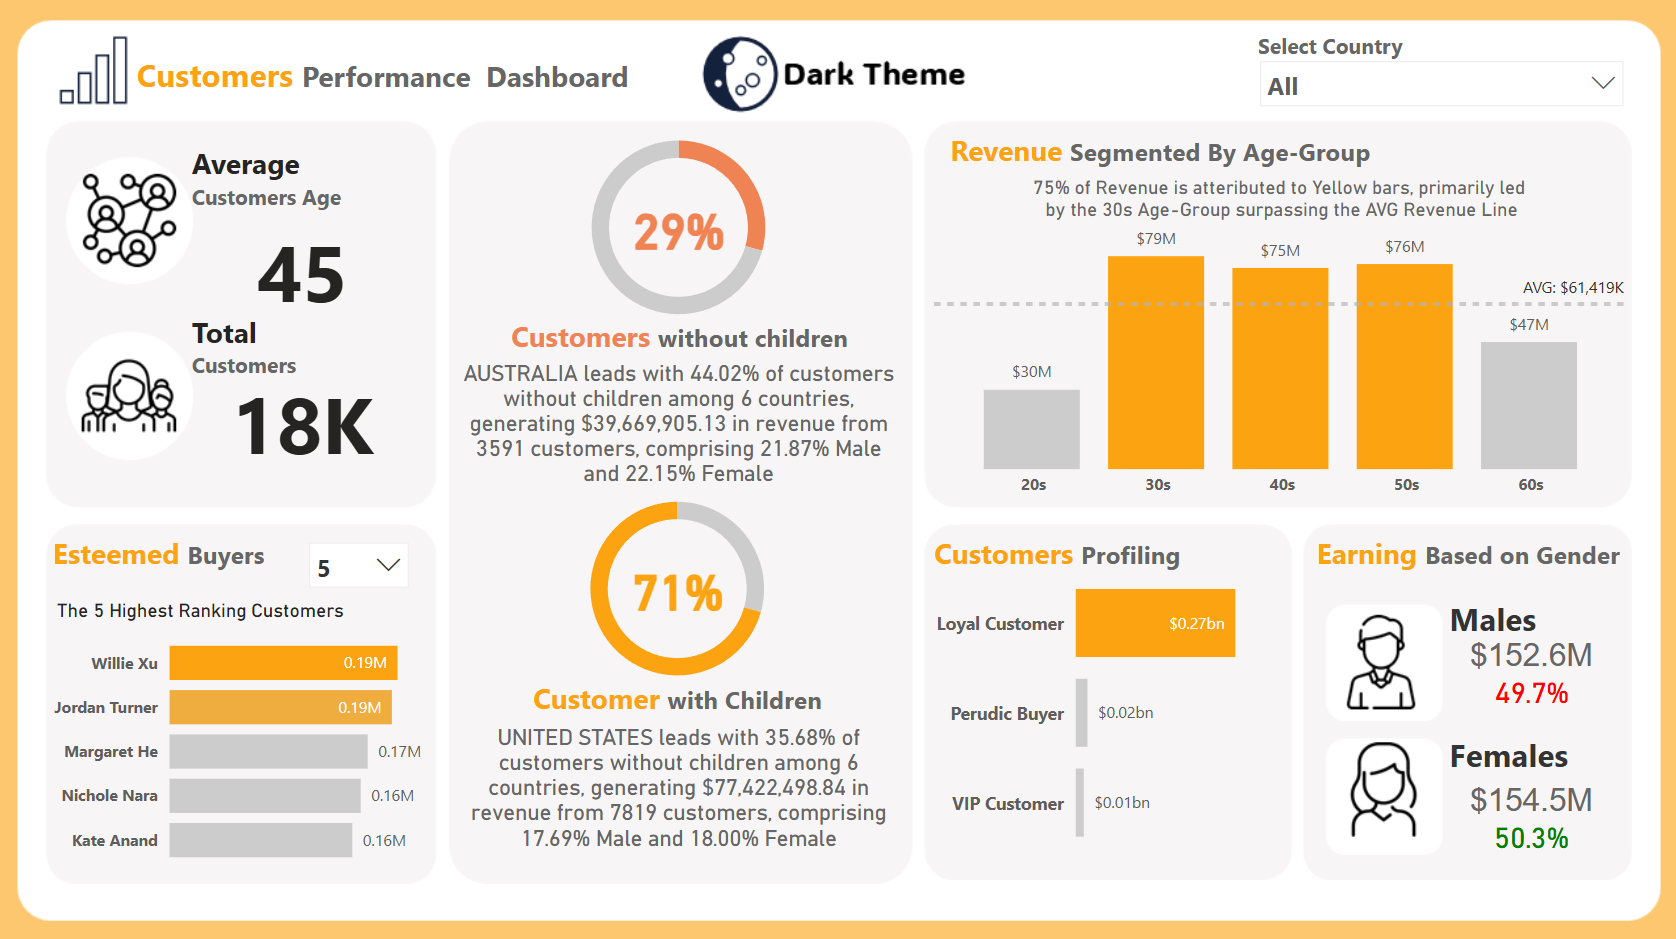 Customers Performance Dashboard
Dark Theme
Select Country
All
Average
Customers Age
45
Total
Customers
18K
29%
Customers without children
AUSTRALIA leads with 44.02% of customers
without children among 6 countries,
generating $39,669,905.13 in revenue from
3591 customers, comprising 21.87% Male
and 22.15% Female
71%
Customer with Children
UNITED STATES leads with 35.68% of
customers without children among 6
countries, generating $77,422,498.84 in
revenue from 7819 customers, comprising
17.69% Male and 18.00% Female
Revenue Segmented By Age-Group
75% of Revenue is atteributed to Yellow bars, primarily led
by the 30s Age-Group surpassing the AVG Revenue Line
$79M
$75M
$76M
AVG: $61,419K
$47M
$30M
20s
30s
40s
50s
60s
Esteemed Buyers
5
The 5 Highest Ranking Customers
Willie Xu
0.19M
Jordan Turner
0.19M
Margaret He
0.17M
Nichole Nara
0.16M
Kate Anand
0.16M
Customers Profiling
Loyal Customer
$0.27bn
Perudic Buyer
$0.02bn
VIP Customer
$0.01bn
Earning Based on Gender
Males
$152.6M
49.7%
Females
$154.5M
50.3%